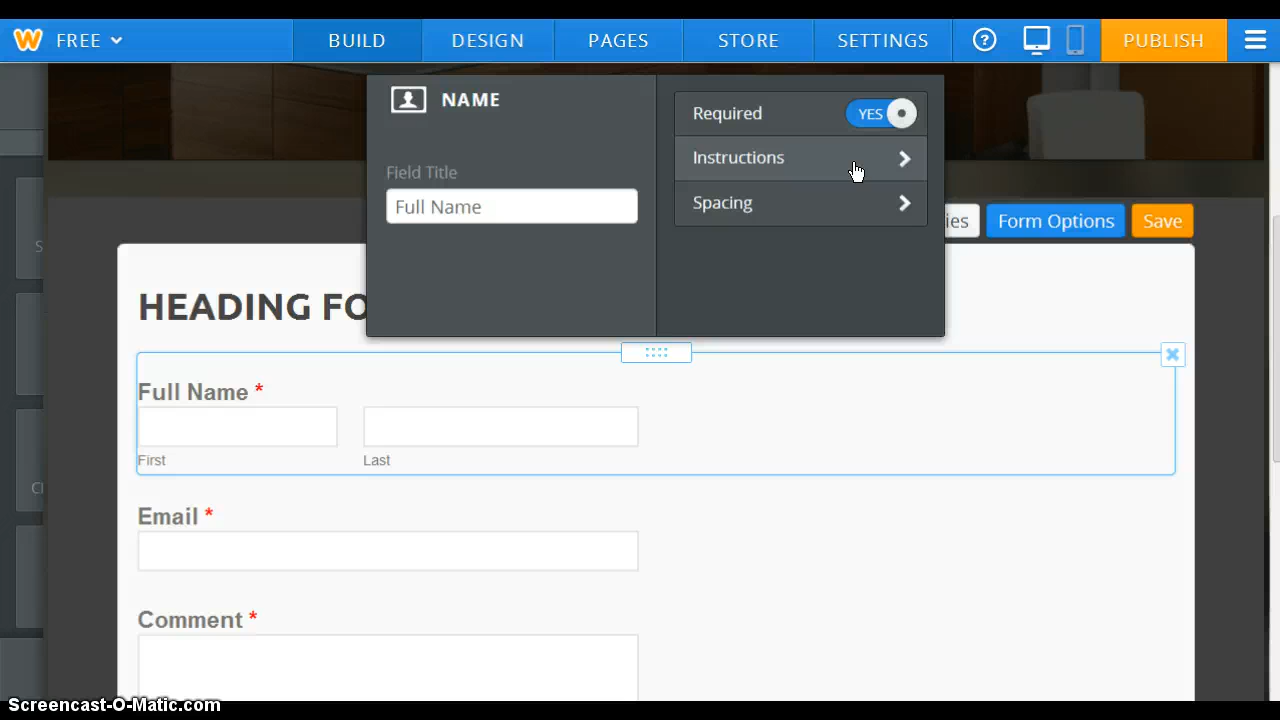 FREE BUILD DESIGN PAGES STORE SETTINGS ? PUBLISH
NAME
Field Title
Full Name
Required YES
Instructions
Spacing
Form Options Save
HEADING FO
Full Name *
First Last
Email *
Comment *
Screencast-O-Matic.com